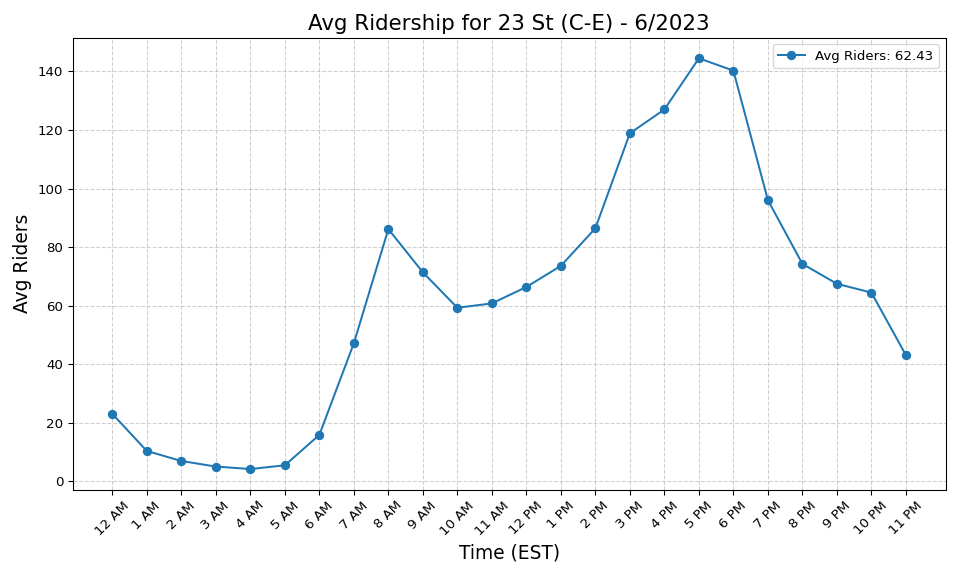 Avg Ridership for 23 St (C-E) - 6/2023
Avg Riders: 62.43
140
120
100
80
60
40
20
0
Avg Riders
12 AM
1 AM
2 AM
3 AM
4 AM
5 AM
6 AM
7 AM
8 AM
9 AM
10 AM
11 AM
12 PM
1 PM
2 PM
3 PM
4 PM
5 PM
6 PM
7 PM
8 PM
9 PM
10 PM
11 PM
Time (EST)